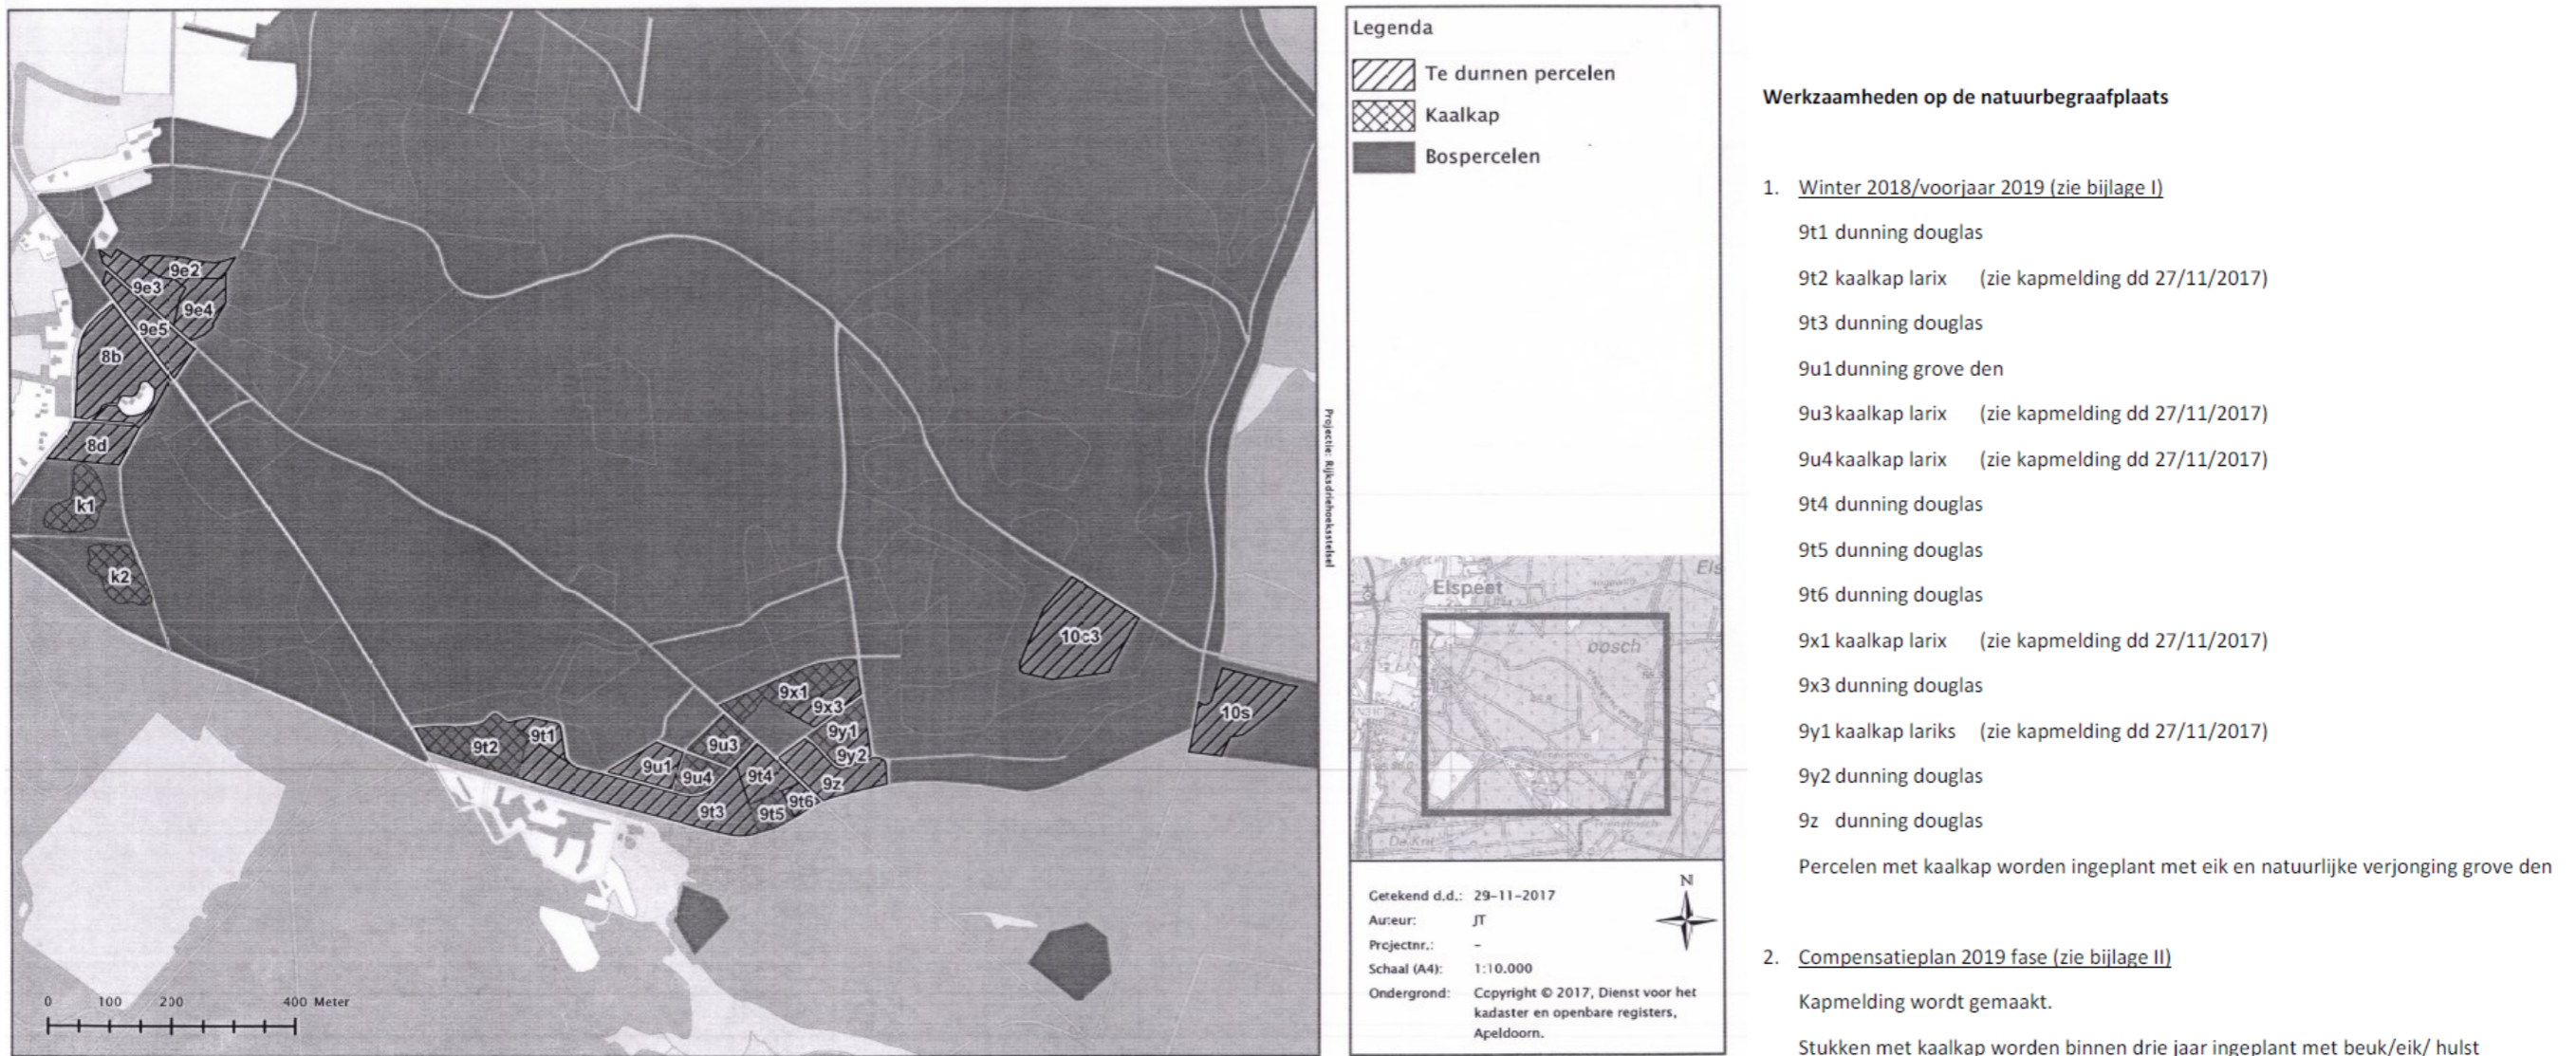 9e2
9e3
9e4
9e5
8b
8d
k1
k2
10c3
10s
9x1
9x3
9y1
9y2
9z
9t2
9t1
9u3
9u1
9u4
9t4
9t3
9t5
9t6
0 100 200 400 Meter
Projectie: Rijksdriehoeksstelsel
Legenda
Te dunnen percelen
Kaalkap
Bospercelen
Elspeet
Els
oosch
Getekend d.d.: 29-11-2017
Auteur: JT
Projectnr.: -
Schaal (A4): 1:10.000
Ondergrond: Copyright © 2017, Dienst voor het
kadaster en openbare registers,
Apeldoorn.
N
Werkzaamheden op de natuurbegraafplaats
1. Winter 2018/voorjaar 2019 (zie bijlage I)
9t1 dunning douglas
9t2 kaalkap larix (zie kapmelding dd 27/11/2017)
9t3 dunning douglas
9u1 dunning grove den
9u3 kaalkap larix (zie kapmelding dd 27/11/2017)
9u4 kaalkap larix (zie kapmelding dd 27/11/2017)
9t4 dunning douglas
9t5 dunning douglas
9t6 dunning douglas
9x1 kaalkap larix (zie kapmelding dd 27/11/2017)
9x3 dunning douglas
9y1 kaalkap lariks (zie kapmelding dd 27/11/2017)
9y2 dunning douglas
9z dunning douglas
Percelen met kaalkap worden ingeplant met eik en natuurlijke verjonging grove den
2. Compensatieplan 2019 fase (zie bijlage II)
Kapmelding wordt gemaakt.
Stukken met kaalkap worden binnen drie jaar ingeplant met beuk/eik/ hulst